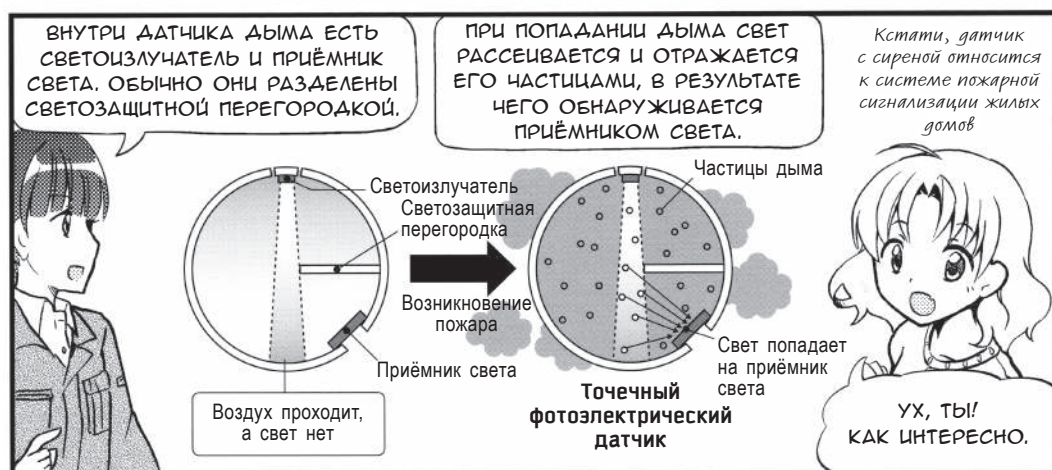 ВНУТРИ ДАТЧИКА ДЫМА ЕСТЬ
СВЕТОИЗЛУЧАТЕЛЬ И ПРИЁМНИК
СВЕТА. ОБЫЧНО ОНИ РАЗДЕЛЕНЫ
СВЕТОЗАЩИТНОЙ ПЕРЕГОРОДКОЙ.
ПРИ ПОПАДАНИИ ДЫМА СВЕТ
РАССЕИВАЕТСЯ И ОТРАЖАЕТСЯ
ЕГО ЧАСТИЦАМИ, В РЕЗУЛЬТАТЕ
ЧЕГО ОБНАРУЖИВАЕТСЯ
ПРИЁМНИКОМ СВЕТА.
Кстати, датчик
с сиреной относится
к системе пожарной
сигнализации жилых
домов
Светоизлучатель
Светозащитная
перегородка
Возникновение
пожара
Приёмник света
Воздух проходит,
а свет нет
Частицы дыма
Свет попадает
на приёмник
света
Точечный
фотоэлектрический
датчик
УХ, ТЫ!
КАК ИНТЕРЕСНО.